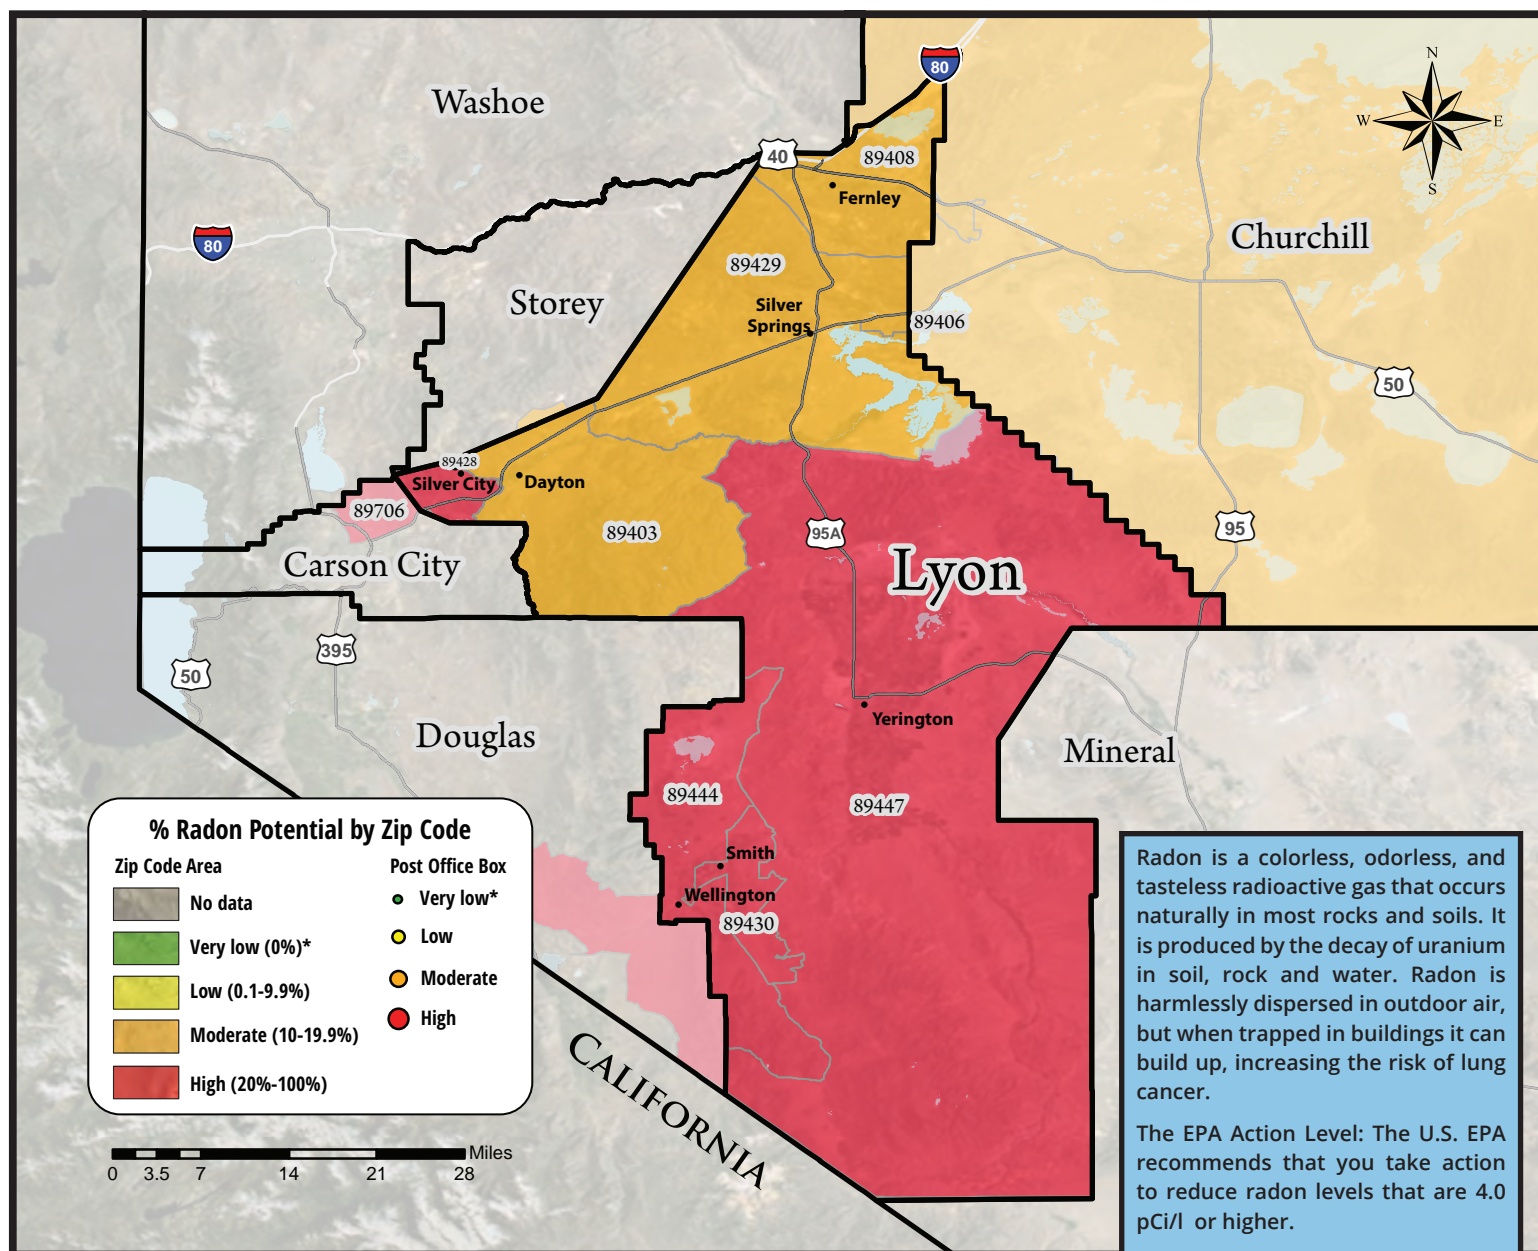 Washoe
80
40
89408
Fernley
N
W
E
S
Churchill
80
89429
Storey
Silver
Springs
89406
50
89428
Silver City
Dayton
89706
89403
95A
95
Carson City
Lyon
395
50
Douglas
Yerington
Mineral
89444
89447
Smith
Wellington
89430
CALIFORNIA
% Radon Potential by Zip Code
Zip Code Area
No data
Very low (0%)*
Low (0.1-9.9%)
Moderate (10-19.9%)
High (20%-100%)
Post Office Box
Very low*
Low
Moderate
High
Miles
0 3.5 7 14 21 28
Radon is a colorless, odorless, and
tasteless radioactive gas that occurs
naturally in most rocks and soils. It
is produced by the decay of uranium
in soil, rock and water. Radon is
harmlessly dispersed in outdoor air,
but when trapped in buildings it can
build up, increasing the risk of lung
cancer.
The EPA Action Level: The U.S. EPA
recommends that you take action
to reduce radon levels that are 4.0
pCi/l or higher.